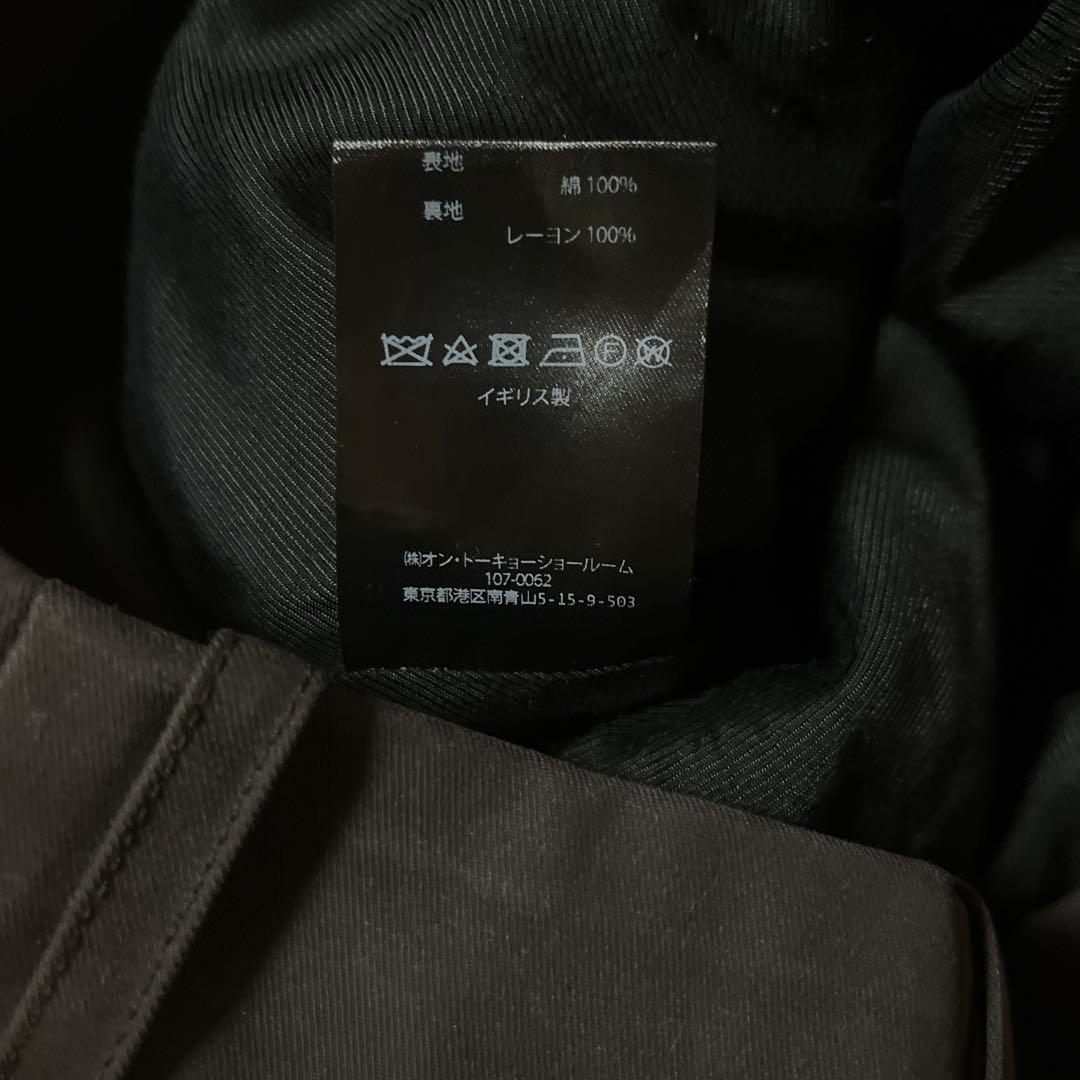 表地
綿 100%
裏地
レーヨン 100%
イギリス製
(株)オン・トーキョーショールーム
107-0062
東京都港区南青山5-15-9-503